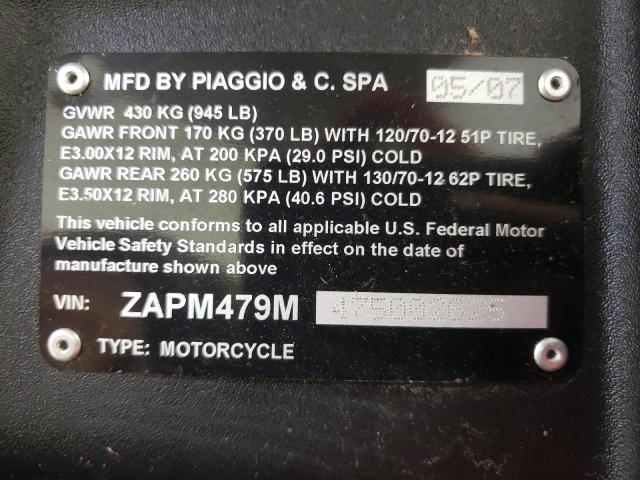 MFD BY PIAGGIO & C. SPA 05/07
GVWR 430 KG (945 LB)
GAWR FRONT 170 KG (370 LB) WITH 120/70-12 51P TIRE,
E3.00X12 RIM, AT 200 KPA (29.0 PSI) COLD
GAWR REAR 260 KG (575 LB) WITH 130/70-12 62P TIRE,
E3.50X12 RIM, AT 280 KPA (40.6 PSI) COLD
This vehicle conforms to all applicable U.S. Federal Motor
Vehicle Safety Standards in effect on the date of
manufacture shown above
VIN: ZAPM479M
TYPE: MOTORCYCLE